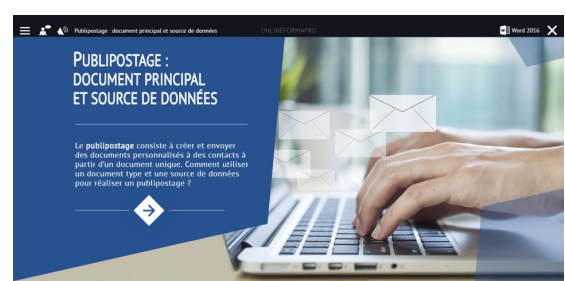 Publipostage : document principal et source de données
ONLINEFORMAPRO
Word 2016
PUBLIPOSTAGE :
DOCUMENT PRINCIPAL
ET SOURCE DE DONNÉES
Le publipostage consiste à créer et envoyer
des documents personnalisés à des contacts à
partir d'un document unique. Comment utiliser
un document type et une source de données
pour réaliser un publipostage ?